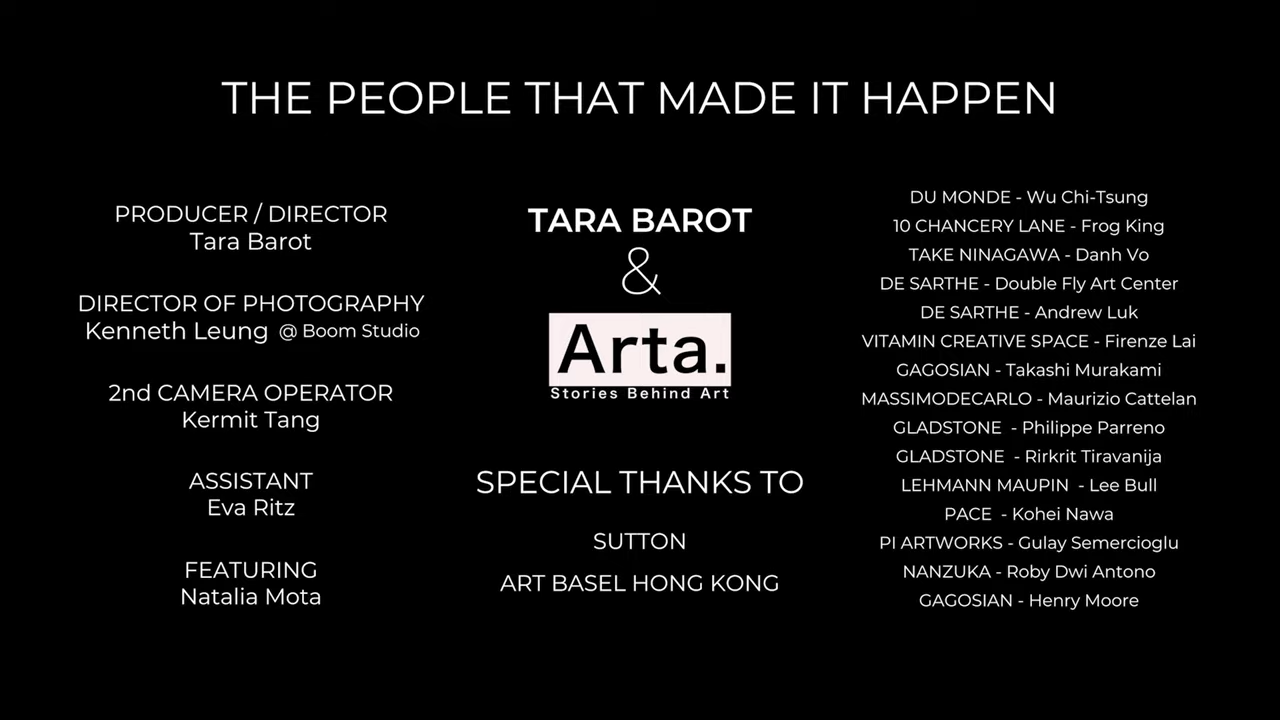 THE PEOPLE THAT MADE IT HAPPEN
PRODUCER / DIRECTOR
Tara Barot
DIRECTOR OF PHOTOGRAPHY
Kenneth Leung @ Boom Studio
2nd CAMERA OPERATOR
Kermit Tang
ASSISTANT
Eva Ritz
FEATURING
Natalia Mota
TARA BAROT
&
Arta.
Stories Behind Art
SPECIAL THANKS TO
SUTTON
ART BASEL HONG KONG
DU MONDE - Wu Chi-Tsung
10 CHANCERY LANE - Frog King
TAKE NINAGAWA - Danh Vo
DE SARTHE - Double Fly Art Center
DE SARTHE - Andrew Luk
VITAMIN CREATIVE SPACE - Firenze Lai
GAGOSIAN - Takashi Murakami
MASSIMODECARLO - Maurizio Cattelan
GLADSTONE - Philippe Parreno
GLADSTONE - Rirkrit Tiravanija
LEHMANN MAUPIN - Lee Bull
PACE - Kohei Nawa
PI ARTWORKS - Gulay Semercioglu
NANZUKA - Roby Dwi Antono
GAGOSIAN - Henry Moore